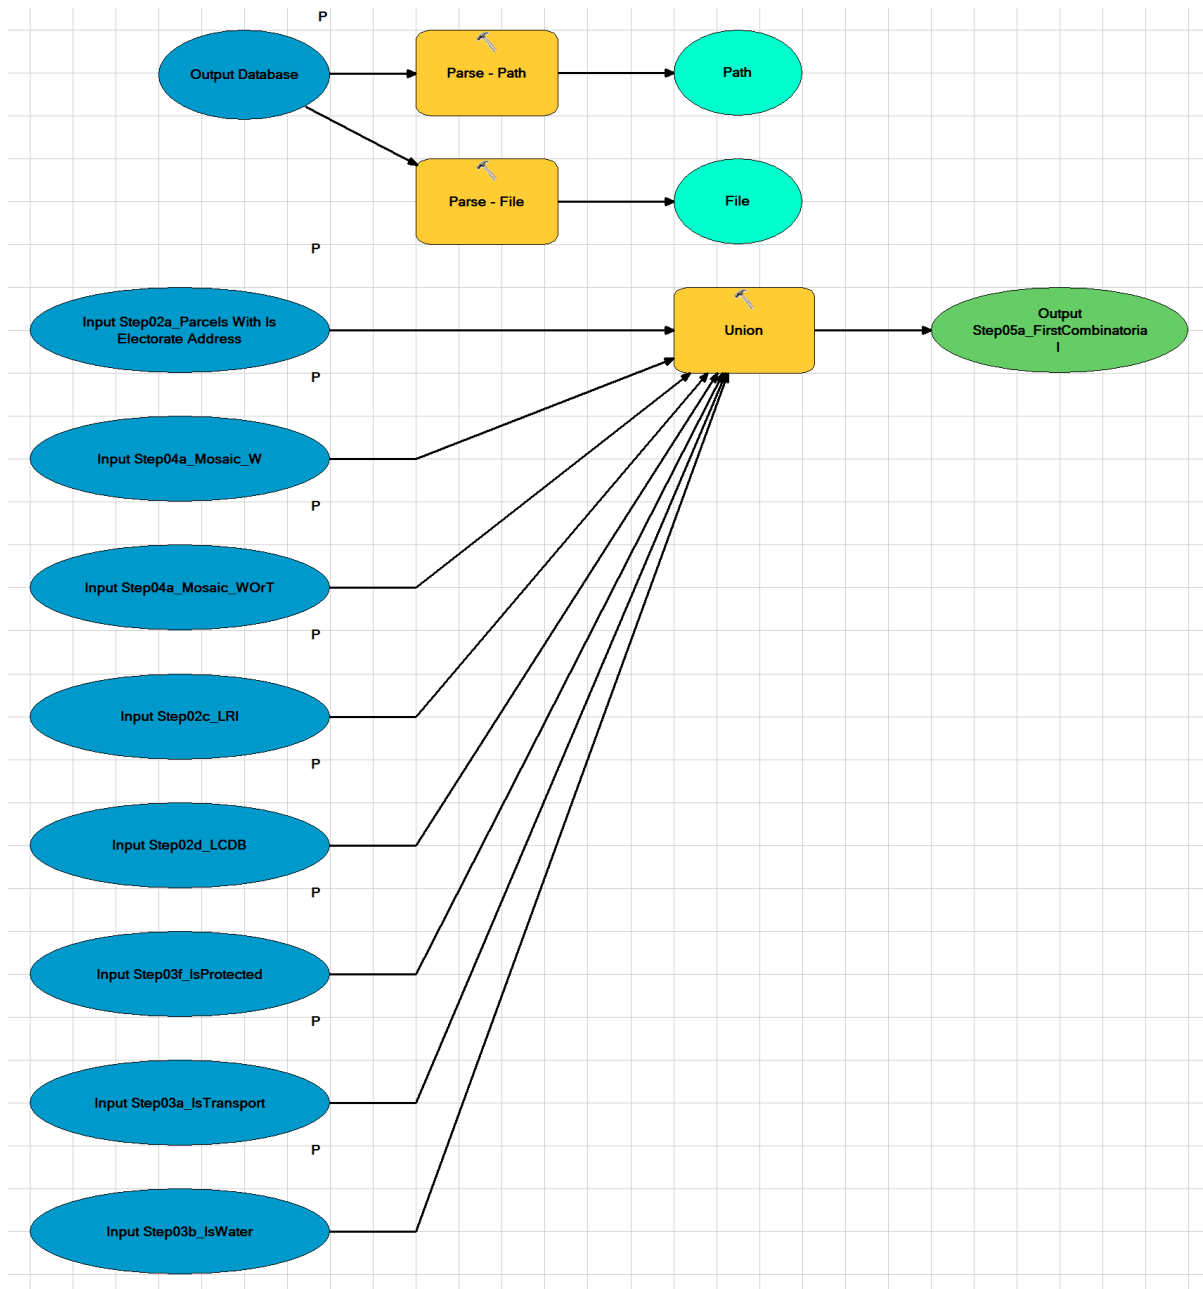 P
Output Database
Parse - Path
Path
Parse - File
File
P
Input Step02a_Parcels With Is
Electorate Address
Union
Output
Step05a_FirstCombinatoria
l
P
Input Step04a_Mosaic_W
P
Input Step04a_Mosaic_WOrT
P
Input Step02c_LRI
P
Input Step02d_LCDB
P
Input Step03f_IsProtected
P
Input Step03a_IsTransport
P
Input Step03b_IsWater